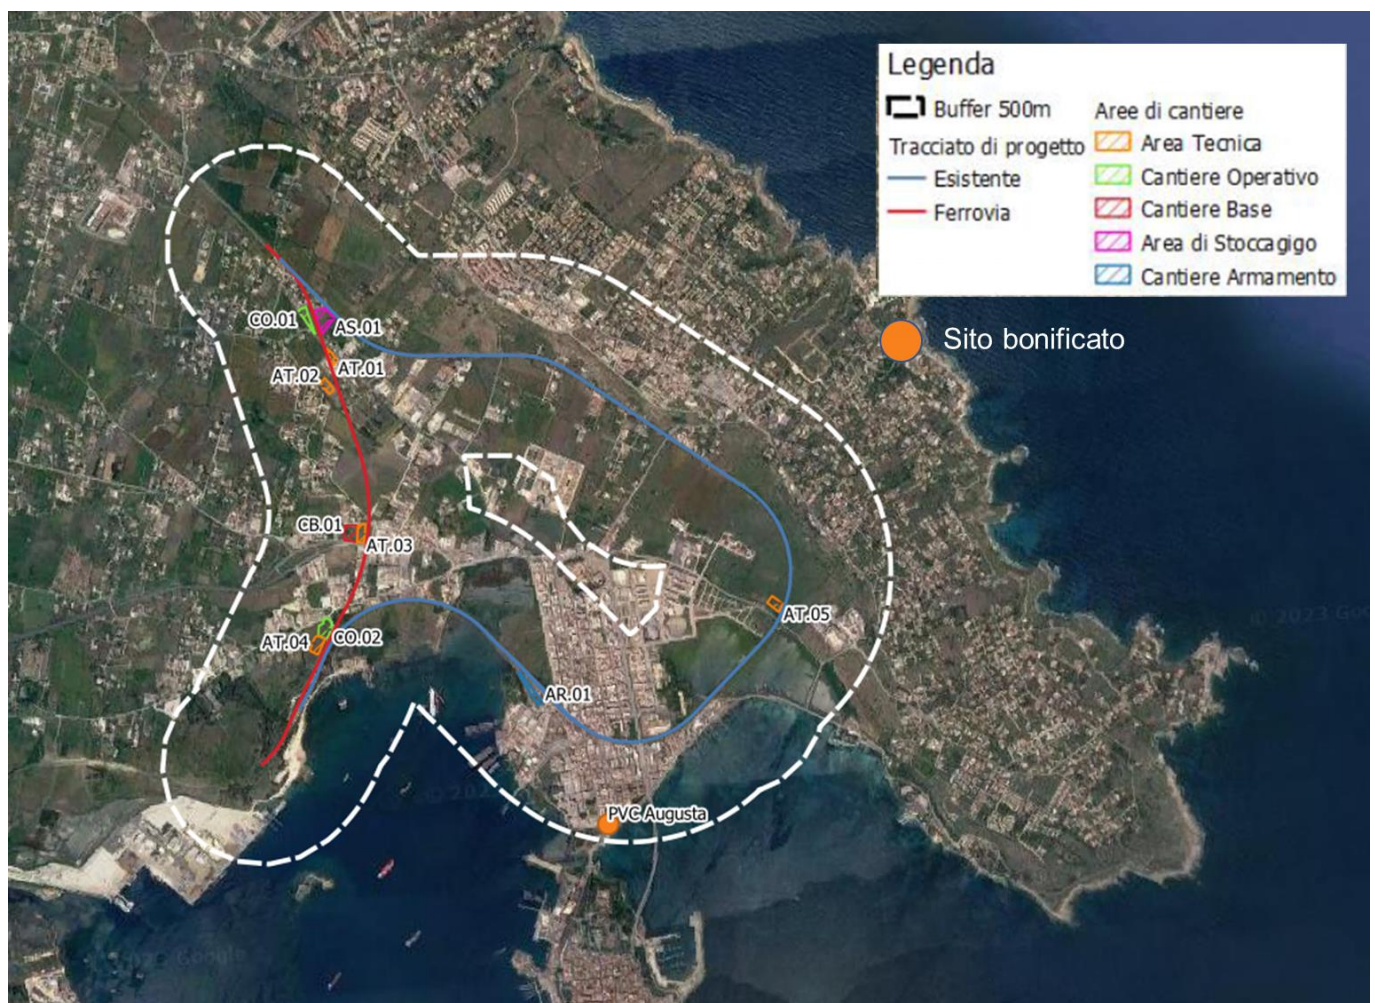 Legenda
Buffer 500m
Tracciato di progetto
Esistente
Ferrovia
Aree di cantiere
Area Tecnica
Cantiere Operativo
Cantiere Base
Area di Stoccagigo
Cantiere Armamento
Sito bonificato
CO.01
AS.01
AT.01
AT.02
CB.01
AT.03
AT.05
AT.04
CO.02
AR.01
PVC Augusta